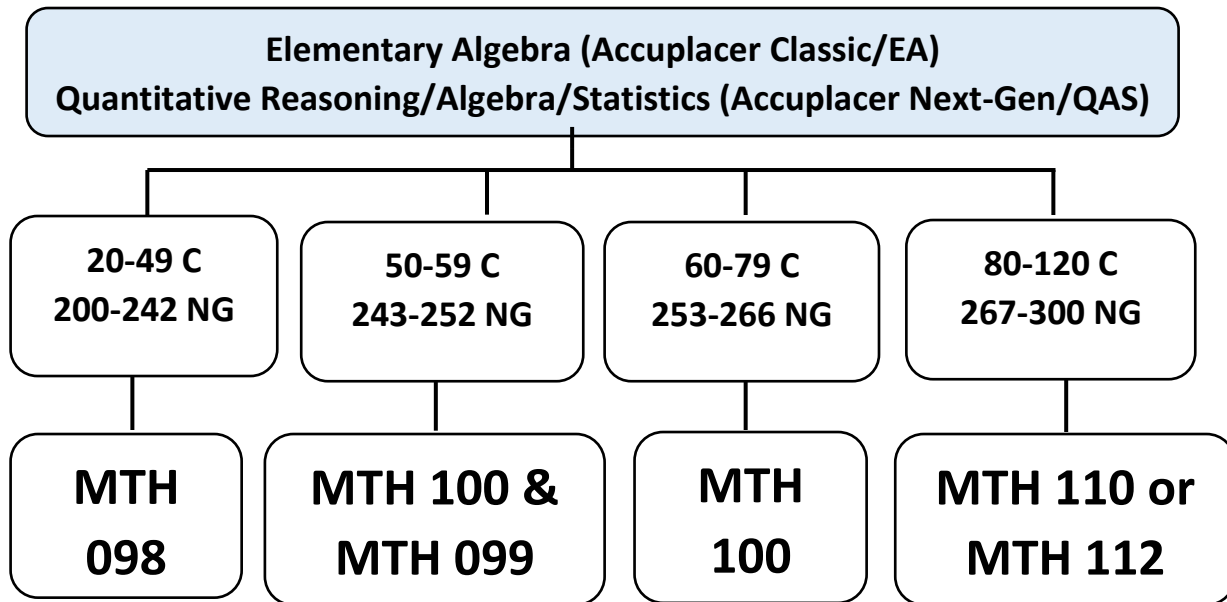 Elementary Algebra (Accuplacer Classic/EA)
Quantitative Reasoning/Algebra/Statistics (Accuplacer Next-Gen/QAS)
20-49 C
200-242 NG
50-59 C
243-252 NG
60-79 C
253-266 NG
80-120 C
267-300 NG
MTH
098
MTH 100 &
MTH 099
MTH
100
MTH 110 or
MTH 112